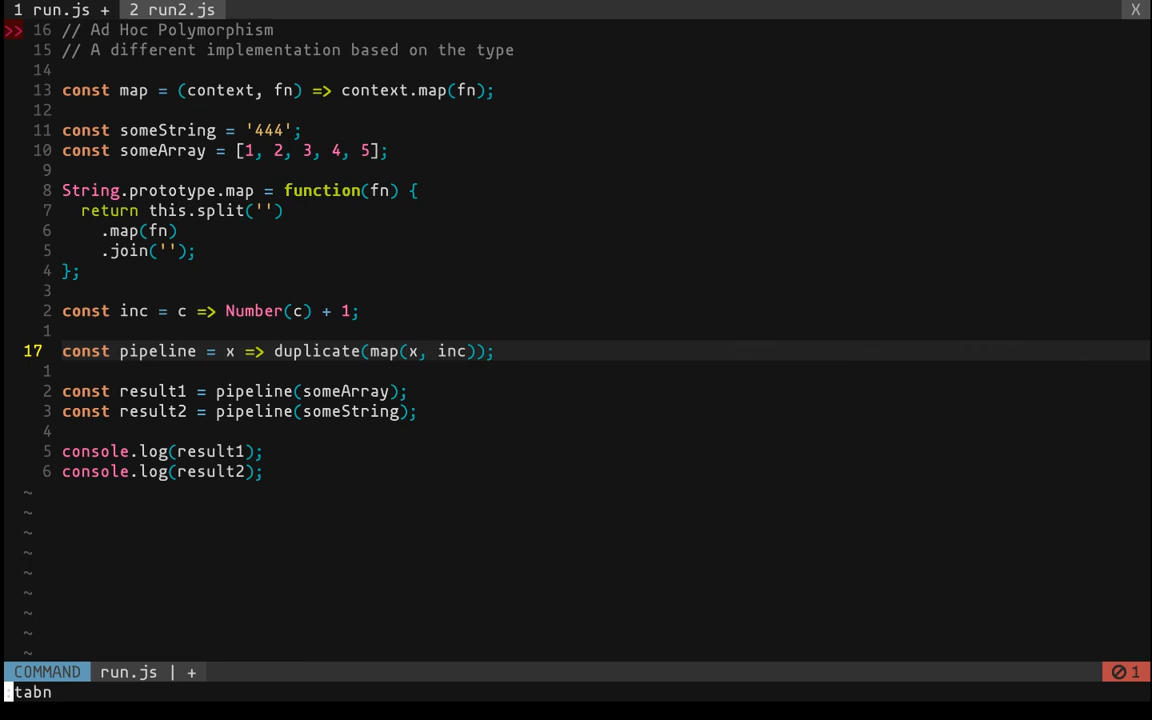 1 run.js + 2 run2.js X
>> 16 // Ad Hoc Polymorphism
15 // A different implementation based on the type
14
13 const map = (context, fn) => context.map(fn);
12
11 const someString = '444';
10 const someArray = [1, 2, 3, 4, 5];
9
8 String.prototype.map = function(fn) {
7 return this.split('')
6 .map(fn)
5 .join('');
4 };
3
2 const inc = c => Number(c) + 1;
1
17 const pipeline = x => duplicate(map(x, inc));
1
2 const result1 = pipeline(someArray);
3 const result2 = pipeline(someString);
4
5 console.log(result1);
6 console.log(result2);
~
~
~
~
~
~
~
~
~
COMMAND run.js | + 1
:tabn